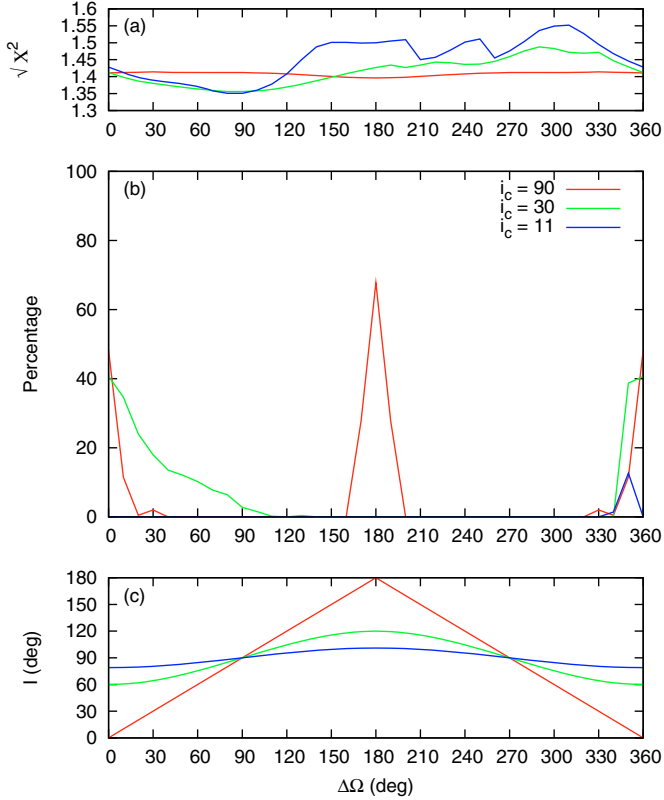 1.6
1.55
1.5
1.45
1.4
1.35
1.3
√ X²
(a)
0 30 60 90 120 150 180 210 240 270 300 330 360
100
80
60
40
20
0
Percentage
(b)
i_c = 90
i_c = 30
i_c = 11
0 30 60 90 120 150 180 210 240 270 300 330 360
180
150
120
90
60
30
0
I (deg)
(c)
0 30 60 90 120 150 180 210 240 270 300 330 360
ΔΩ (deg)